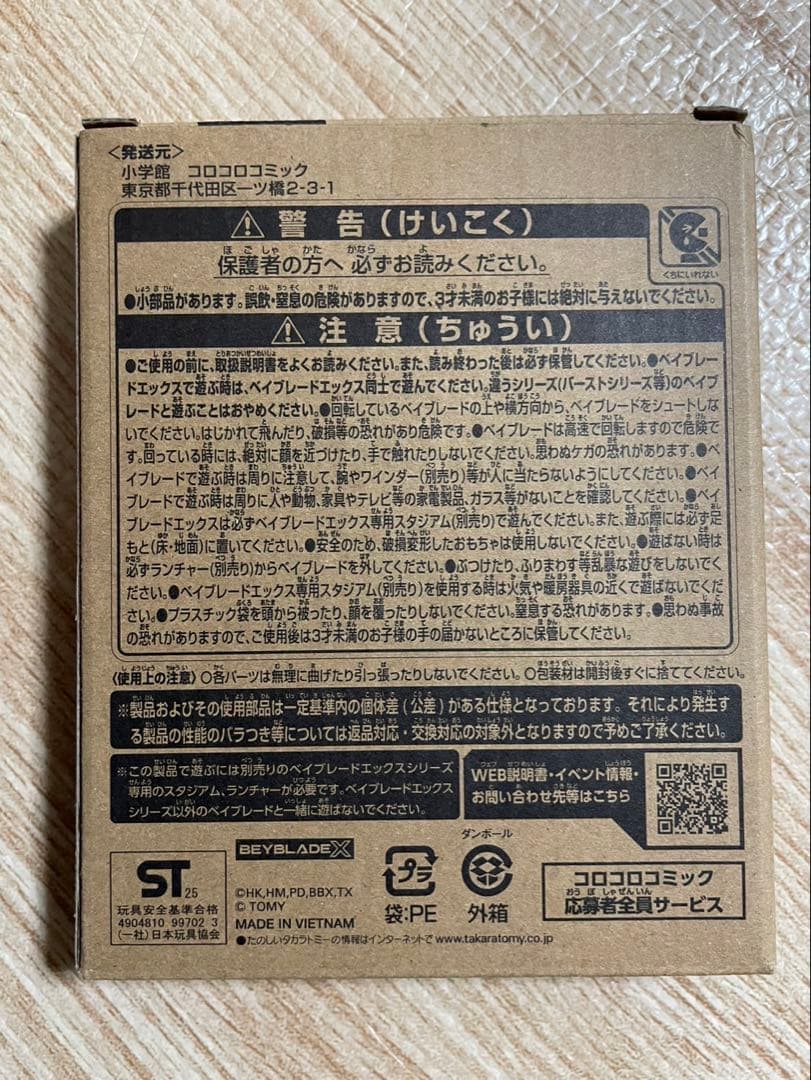 <発送元>
小学館 コロコロコミック
東京都千代田区一ツ橋2-3-1
警 告(けいこく)
くちにいれない
保護者の方へ 必ずお読みください。
●小部品があります。誤飲・窒息の危険がありますので、3才未満のお子様には絶対に与えないでください。
注 意(ちゅうい)
●ご使用の前に、取扱説明書をよくお読みください。また、読み終わった後は必ず保管してください。●ベイブレー
ドエックスで遊ぶ時は、ベイブレードエックス同士で遊んでください。違うシリーズ(バーストシリーズ等)のベイブ
レードと遊ぶことはおやめください。●回転しているベイブレードの上や横方向から、ベイブレードをシュートしな
いでください。はじかれて飛んだり、破損等の恐れがあり危険です。●ベイブレードは高速で回転しますので危険で
す。回っている時には、絶対に顔を近づけたり、手で触れたりしないでください。思わぬケガの恐れがあります。●ベ
イブレードで遊ぶ時は周りに注意して、腕やワインダー(別売り)等が人に当たらないようにしてください。●ベイ
ブレードで遊ぶ時は周りに人や動物、家具やテレビ等の家電製品、ガラス等がないことを確認してください。●ベイ
ブレードエックスは必ずベイブレードエックス専用スタジアム(別売り)で遊んでください。また、遊ぶ際には必ず足
もと(床・地面)に置いてください。●安全のため、破損変形したおもちゃは使用しないでください。●遊ばない時は
必ずランチャー(別売り)からベイブレードを外してください。●ぶつけたり、ふりまわす等乱暴な遊びをしないでく
ださい。●ベイブレードエックス専用スタジアム(別売り)を使用する時は火気や暖房器具の近くで遊ばないでくだ
さい。●プラスチック袋を頭から被ったり、顔を覆ったりしないでください。窒息する恐れがあります。●思わぬ事故
の恐れがありますので、ご使用後は3才未満のお子様の手の届かないところに保管してください。
〈使用上の注意〉○各パーツは無理に曲げたり引っ張ったりしないでください。○包装材は開封後すぐに捨ててください。
※製品およびその使用部品は一定基準内の個体差(公差)がある仕様となっております。それにより発生す
る製品の性能のバラつき等については返品対応・交換対応の対象外となりますので予めご了承ください。
※この製品で遊ぶには別売りのベイブレードエックスシリーズ
専用のスタジアム、ランチャーが必要です。ベイブレードエックス
シリーズ以外のベイブレードと一緒に遊ばないでください。
WEB説明書・イベント情報・
お問い合わせ先等はこちら
ST 25
玩具安全基準合格
4904810 99702 3
(一社)日本玩具協会
BEYBLADE X
©HK,HM,PD,BBX,TX
© TOMY
MADE IN VIETNAM
プラ
袋:PE
ダンボール
外箱
コロコロコミック
応募者全員サービス
●たのしいタカラトミーの情報はインターネットで www.takaratomy.co.jp